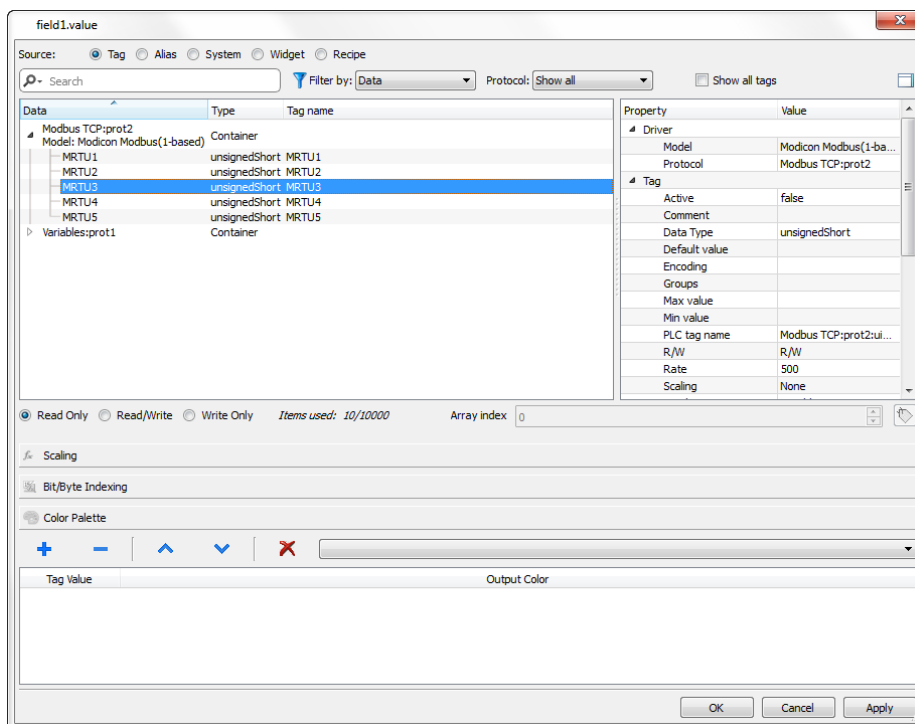 field1.value
Source: Tag Alias System Widget Recipe
Search Filter by: Data Protocol: Show all Show all tags
Data Type Tag name Property Value
Modbus TCP:prot2
Model: Modicon Modbus(1-based) Container
MRTU1 unsignedShort MRTU1
MRTU2 unsignedShort MRTU2
MRTU3 unsignedShort MRTU3
MRTU4 unsignedShort MRTU4
MRTU5 unsignedShort MRTU5
Variables:prot1 Container
Driver
Model Modicon Modbus(1-ba...
Protocol Modbus TCP:prot2
Tag
Active false
Comment
Data Type unsignedShort
Default value
Encoding
Groups
Max value
Min value
PLC tag name Modbus TCP:prot2:ui...
R/W R/W
Rate 500
Scaling None
Read Only Read/Write Write Only Items used: 10/10000 Array index 0
Scaling
Bit/Byte Indexing
Color Palette
Tag Value Output Color
OK Cancel Apply